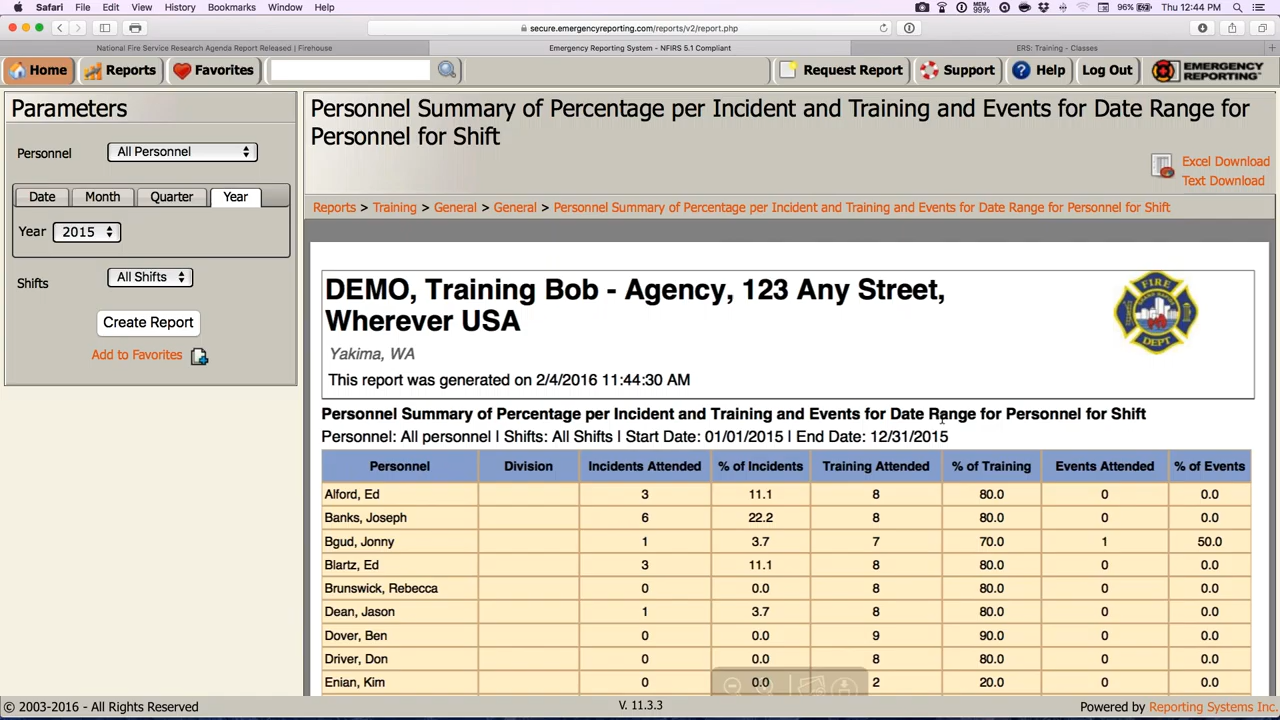 Safari File Edit View History Bookmarks Window Help
MEM 99%
96% Thu 12:44 PM
secure.emergencyreporting.com/reports/v2/report.php
National Fire Service Research Agenda Report Released | Firehouse
Emergency Reporting System - NFIRS 5.1 Compliant
ERS: Training - Classes
Home Reports Favorites
Request Report Support Help Log Out EMERGENCY REPORTING
Parameters
Personnel All Personnel
Date Month Quarter Year
Year 2015
Shifts All Shifts
Create Report
Add to Favorites
Personnel Summary of Percentage per Incident and Training and Events for Date Range for
Personnel for Shift
Excel Download
Text Download
Reports > Training > General > General > Personnel Summary of Percentage per Incident and Training and Events for Date Range for Personnel for Shift
DEMO, Training Bob - Agency, 123 Any Street,
Wherever USA
Yakima, WA
This report was generated on 2/4/2016 11:44:30 AM
FIRE
DEPT
Personnel Summary of Percentage per Incident and Training and Events for Date Range for Personnel for Shift
Personnel: All personnel | Shifts: All Shifts | Start Date: 01/01/2015 | End Date: 12/31/2015
Personnel Division Incidents Attended % of Incidents Training Attended % of Training Events Attended % of Events
Alford, Ed 3 11.1 8 80.0 0 0.0
Banks, Joseph 6 22.2 8 80.0 0 0.0
Bgud, Jonny 1 3.7 7 70.0 1 50.0
Blartz, Ed 3 11.1 8 80.0 0 0.0
Brunswick, Rebecca 0 0.0 8 80.0 0 0.0
Dean, Jason 1 3.7 8 80.0 0 0.0
Dover, Ben 0 0.0 9 90.0 0 0.0
Driver, Don 0 0.0 8 80.0 0 0.0
Enian, Kim 0 0.0 2 20.0 0 0.0
© 2003-2016 - All Rights Reserved
V. 11.3.3
Powered by Reporting Systems Inc.